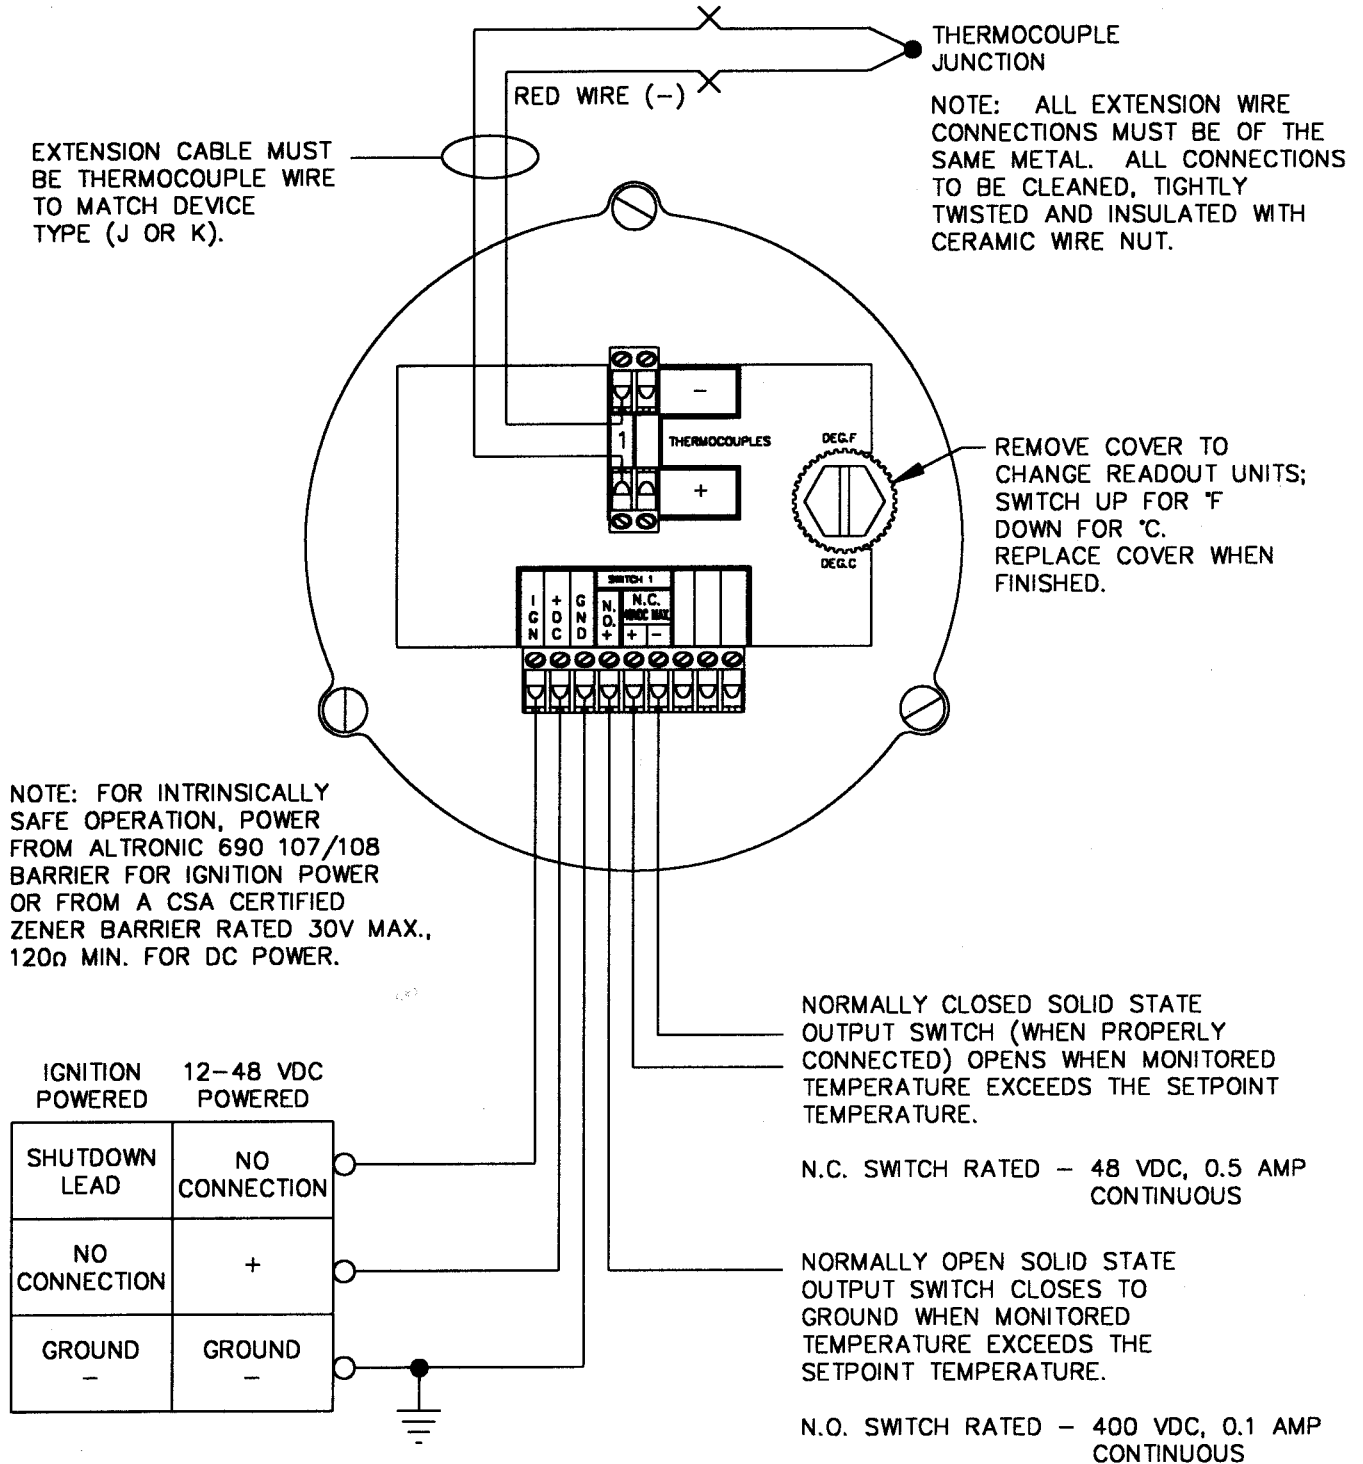 THERMOCOUPLE
JUNCTION
RED WIRE (–)
NOTE: ALL EXTENSION WIRE
CONNECTIONS MUST BE OF THE
SAME METAL. ALL CONNECTIONS
TO BE CLEANED, TIGHTLY
TWISTED AND INSULATED WITH
CERAMIC WIRE NUT.
EXTENSION CABLE MUST
BE THERMOCOUPLE WIRE
TO MATCH DEVICE
TYPE (J OR K).
–
1
THERMOCOUPLES
+
DEG.F
DEG.C
REMOVE COVER TO
CHANGE READOUT UNITS;
SWITCH UP FOR °F
DOWN FOR °C.
REPLACE COVER WHEN
FINISHED.
SWITCH 1
IGN
+DC
GND
N.O.+
N.C.
48VDC MAX.
+ –
NOTE: FOR INTRINSICALLY
SAFE OPERATION, POWER
FROM ALTRONIC 690 107/108
BARRIER FOR IGNITION POWER
OR FROM A CSA CERTIFIED
ZENER BARRIER RATED 30V MAX.,
120Ω MIN. FOR DC POWER.
NORMALLY CLOSED SOLID STATE
OUTPUT SWITCH (WHEN PROPERLY
CONNECTED) OPENS WHEN MONITORED
TEMPERATURE EXCEEDS THE SETPOINT
TEMPERATURE.
N.C. SWITCH RATED – 48 VDC, 0.5 AMP
CONTINUOUS
IGNITION
POWERED
12–48 VDC
POWERED
SHUTDOWN
LEAD
NO
CONNECTION
NO
CONNECTION
+
GROUND
–
GROUND
–
NORMALLY OPEN SOLID STATE
OUTPUT SWITCH CLOSES TO
GROUND WHEN MONITORED
TEMPERATURE EXCEEDS THE
SETPOINT TEMPERATURE.
N.O. SWITCH RATED – 400 VDC, 0.1 AMP
CONTINUOUS